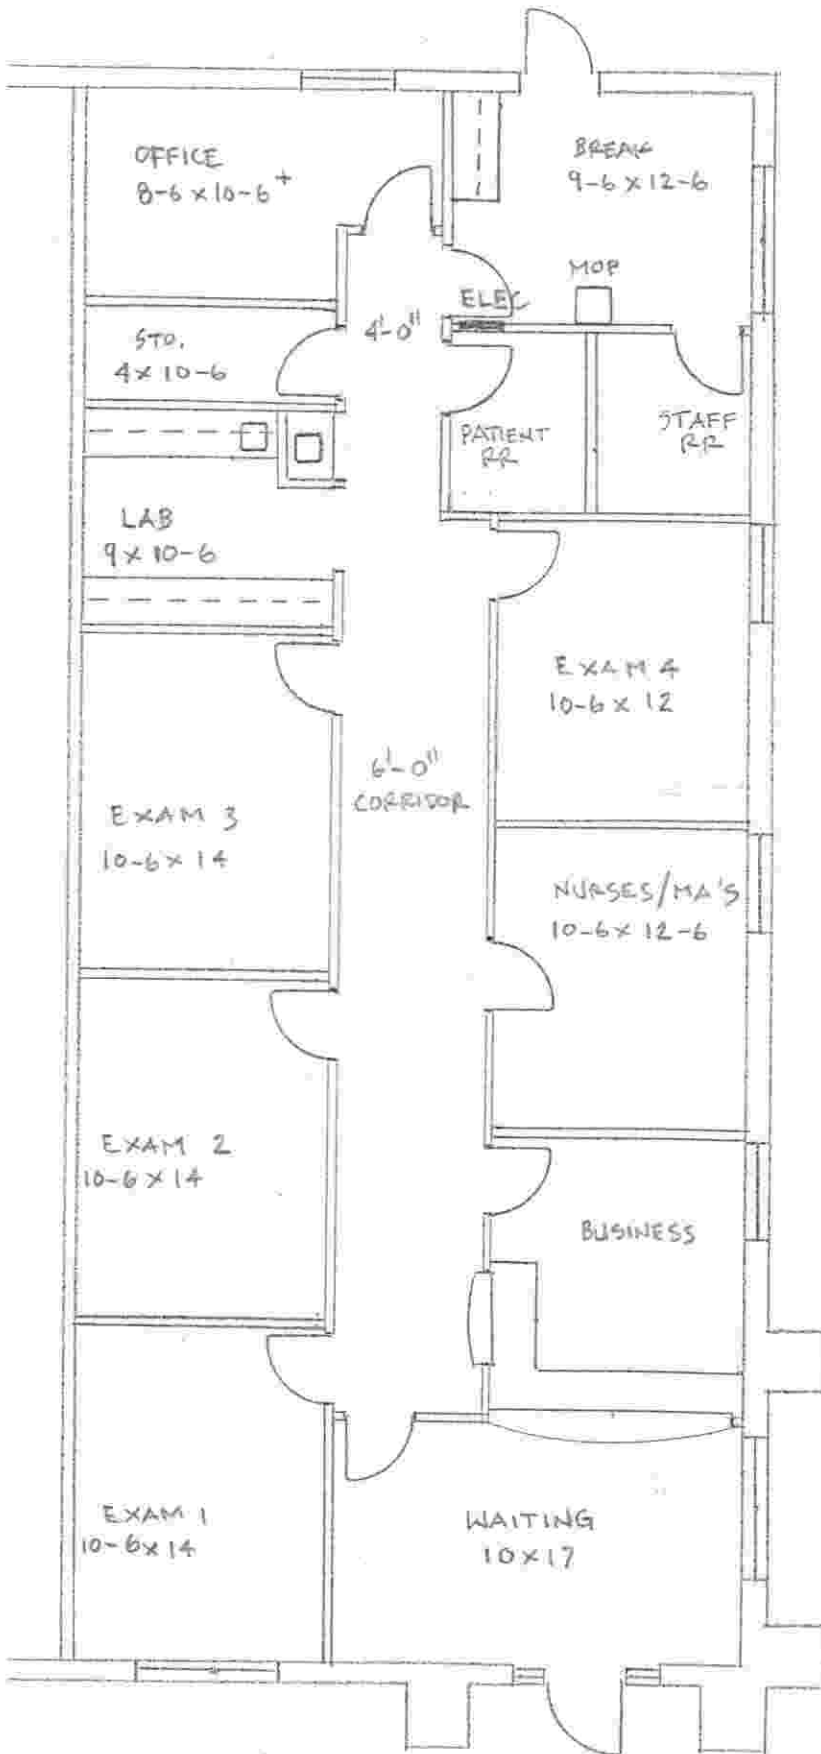 OFFICE
8-6 x 10-6 +
BREAK
9-6 x 12-6
MOP
ELEC
4'-0"
STO.
4 x 10-6
PATIENT
RR
STAFF
RR
LAB
9 x 10-6
EXAM 4
10-6 x 12
6'-0"
CORRIDOR
EXAM 3
10-6 x 14
NURSES/MA'S
10-6 x 12-6
EXAM 2
10-6 x 14
BUSINESS
EXAM 1
10-6 x 14
WAITING
10 x 17